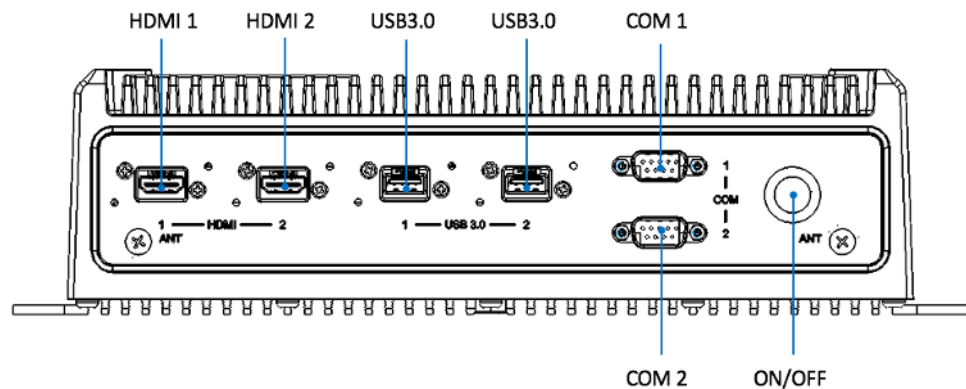 HDMI 1 HDMI 2 USB3.0 USB3.0 COM 1
1 HDMI 2
1 USB 3.0 2
1
COM
2
ANT
ANT
COM 2 ON/OFF